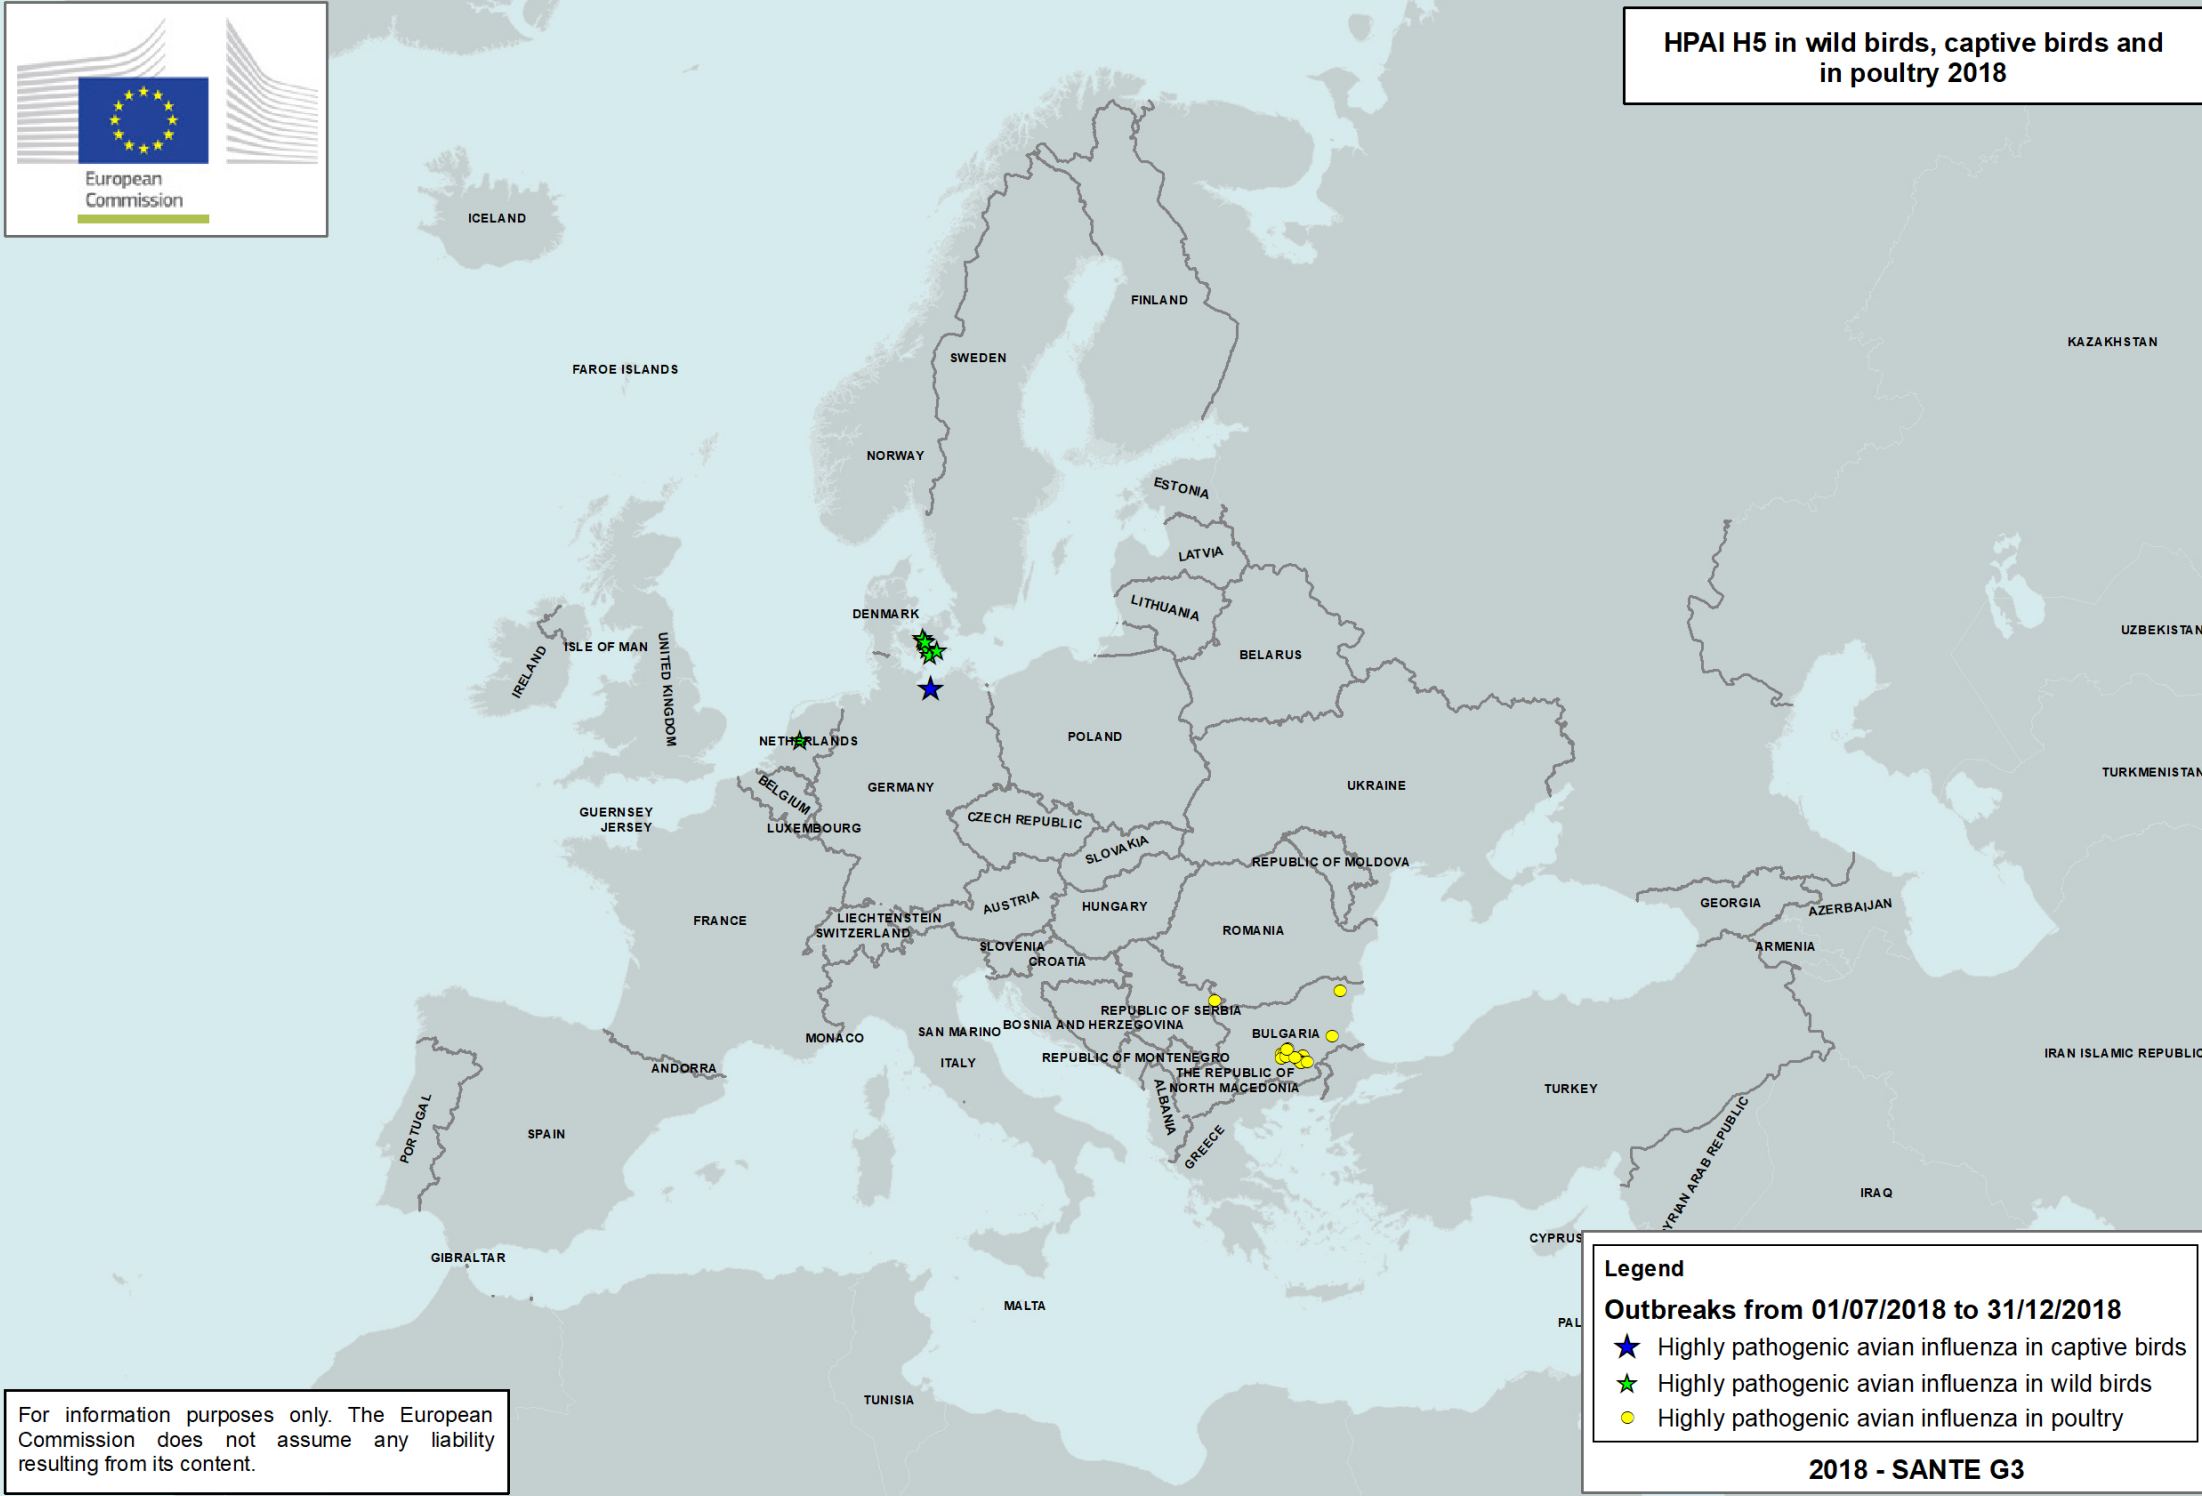 European
Commission
HPAI H5 in wild birds, captive birds and
in poultry 2018
ICELAND
FINLAND
KAZAKHSTAN
SWEDEN
FAROE ISLANDS
NORWAY
ESTONIA
LATVIA
LITHUANIA
DENMARK
UZBEKISTAN
ISLE OF MAN
IRELAND
UNITED KINGDOM
BELARUS
NETHERLANDS
POLAND
TURKMENISTAN
BELGIUM
GERMANY
UKRAINE
GUERNSEY
JERSEY
LUXEMBOURG
CZECH REPUBLIC
SLOVAKIA
REPUBLIC OF MOLDOVA
AUSTRIA
HUNGARY
GEORGIA
AZERBAIJAN
FRANCE
LIECHTENSTEIN
SWITZERLAND
ROMANIA
SLOVENIA
CROATIA
ARMENIA
REPUBLIC OF SERBIA
BOSNIA AND HERZEGOVINA
SAN MARINO
MONACO
BULGARIA
ITALY
REPUBLIC OF MONTENEGRO
IRAN ISLAMIC REPUBLIC
ANDORRA
THE REPUBLIC OF
NORTH MACEDONIA
ALBANIA
TURKEY
PORTUGAL
SPAIN
GREECE
YRIAN ARAB REPUBLIC
IRAQ
CYPRUS
GIBRALTAR
MALTA
PAL
TUNISIA
Legend
Outbreaks from 01/07/2018 to 31/12/2018
Highly pathogenic avian influenza in captive birds
Highly pathogenic avian influenza in wild birds
Highly pathogenic avian influenza in poultry
2018 - SANTE G3
For information purposes only. The European
Commission does not assume any liability
resulting from its content.